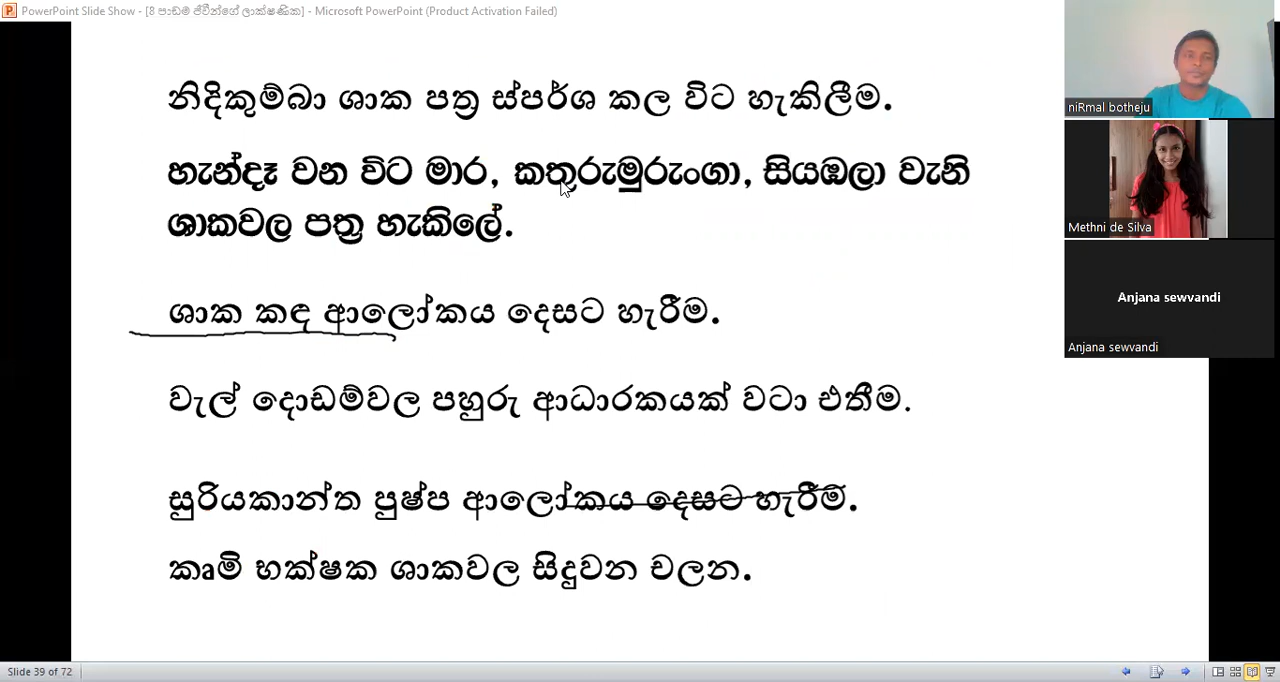 PowerPoint Slide Show - [8 පාඩම ජීවීන්ගේ ලාක්ෂණික] - Microsoft PowerPoint (Product Activation Failed)
නිදිකුම්බා ශාක පත්‍ර ස්පර්ශ කල විට හැකිලීම.
හැන්දෑ වන විට මාර, කතුරුමුරුංගා, සියඹලා වැනි
ශාකවල පත්‍ර හැකිලේ.
ශාක කඳ ආලෝකය දෙසට හැරීම.
වැල් දොඩම්වල පහුරු ආධාරකයක් වටා එතීම.
සුරියකාන්ත පුෂ්ප ආලෝකය දෙසට හැරීම.
කෘමි භක්ෂක ශාකවල සිදුවන චලන.
niRmal botheju
Methni de Silva
Anjana sewvandi
Anjana sewvandi
Slide 39 of 72